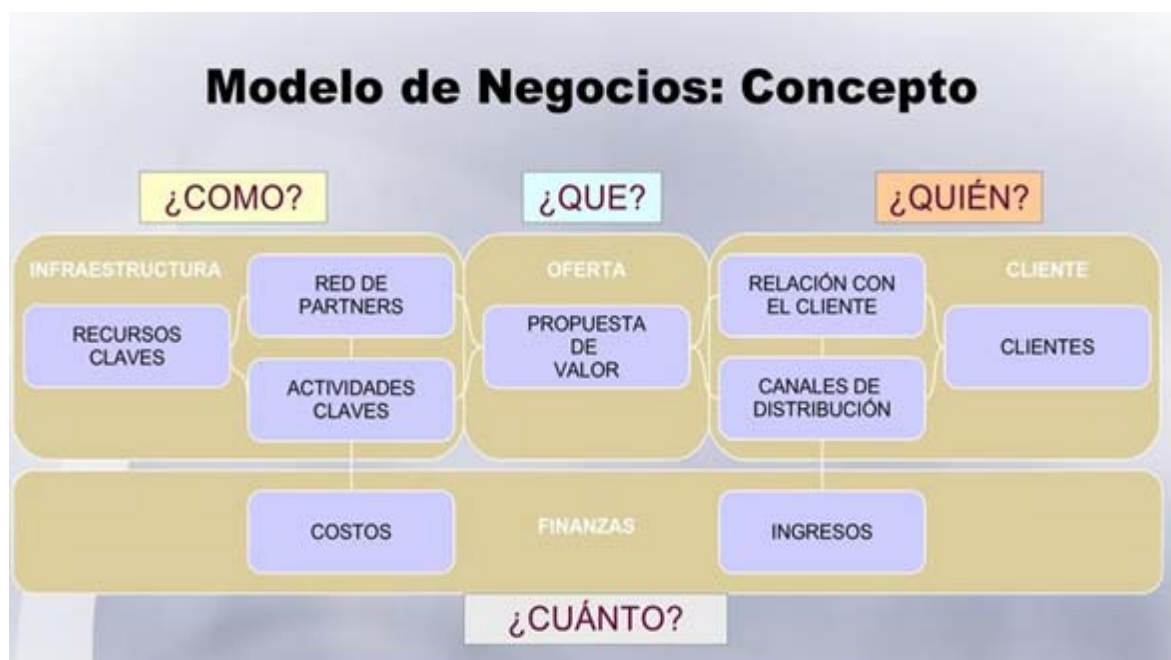 Modelo de Negocios: Concepto
¿COMO?
¿QUE?
¿QUIÉN?
INFRAESTRUCTURA
RED DE
PARTNERS
RECURSOS
CLAVES
ACTIVIDADES
CLAVES
OFERTA
PROPUESTA
DE
VALOR
CLIENTE
RELACIÓN CON
EL CLIENTE
CLIENTES
CANALES DE
DISTRIBUCIÓN
COSTOS
FINANZAS
INGRESOS
¿CUÁNTO?